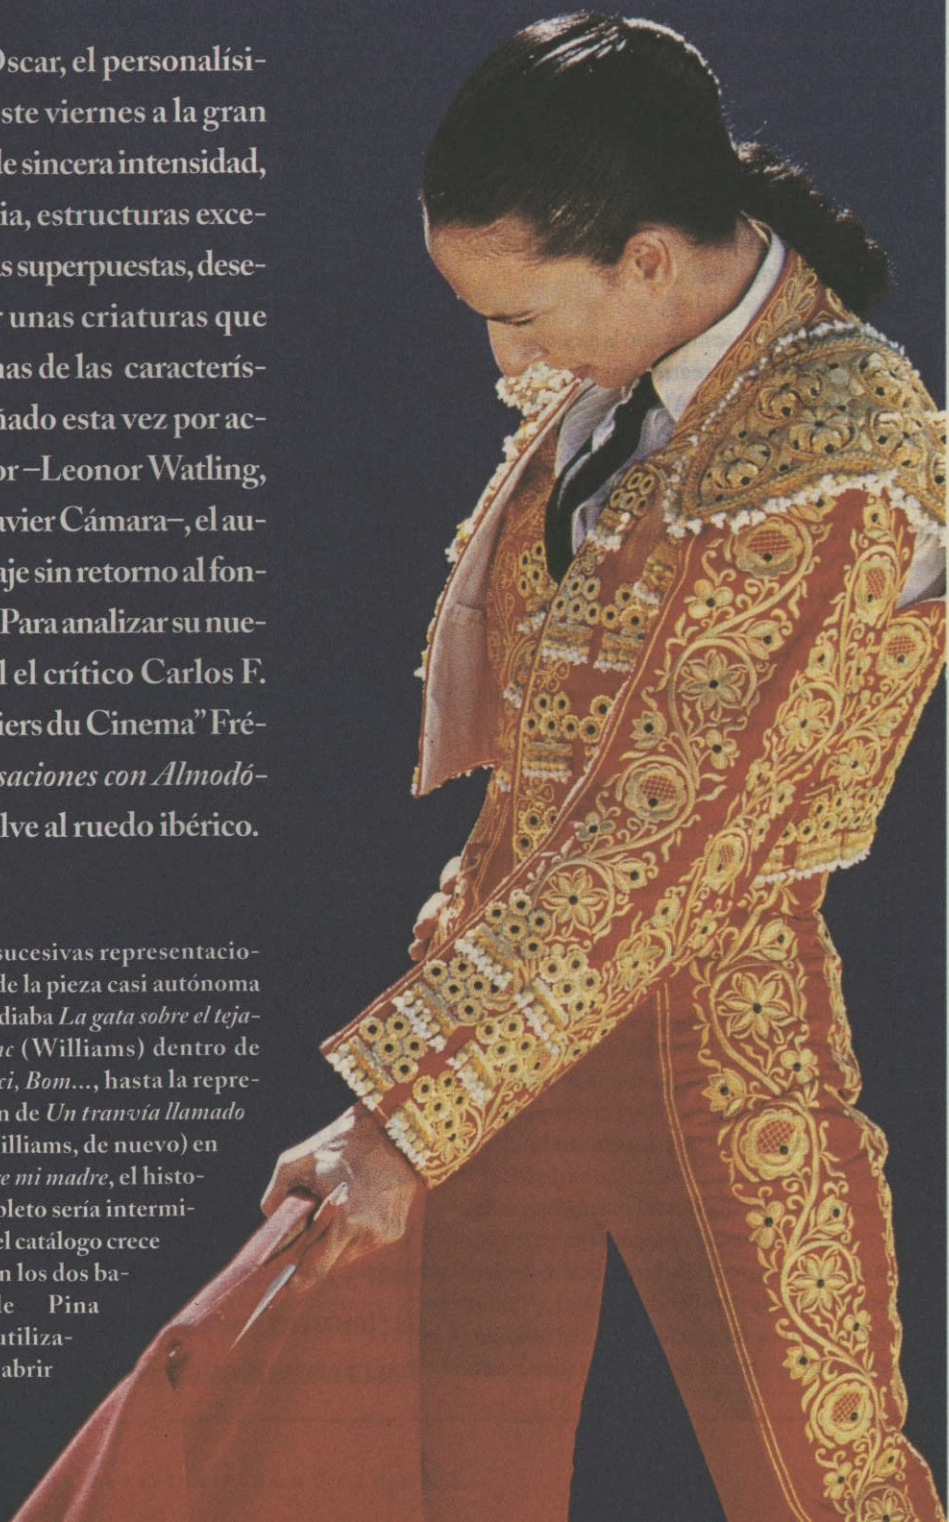 Oscar, el personalísi-
ste viernes a la gran
de sincera intensidad,
ia, estructuras exce-
as superpuestas, dese-
r unas criaturas que
nas de las caracterís-
ñado esta vez por ac-
or –Leonor Watling,
avier Cámara–, el au-
aje sin retorno al fon-
Para analizar su nue-
l el crítico Carlos F.
iers du Cinema” Fré-
saciones con Almodó-
lve al ruedo ibérico.
sucesivas representacio-
de la pieza casi autónoma
diaba La gata sobre el teja-
nc (Williams) dentro de
ci, Bom..., hasta la repre-
n de Un tranvía llamado
illiams, de nuevo) en
re mi madre, el histo-
pleto sería intermi-
el catálogo crece
n los dos ba-
de Pina
utiliza-
abrir